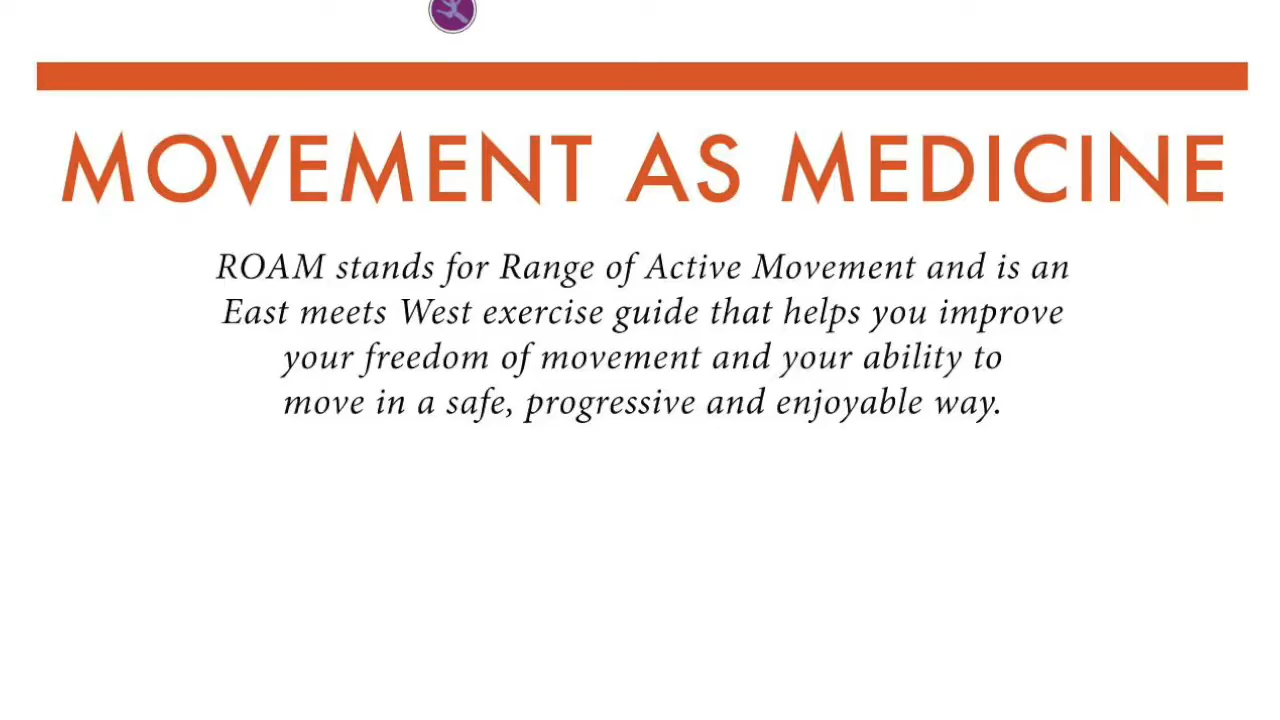 MOVEMENT AS MEDICINE
ROAM stands for Range of Active Movement and is an
East meets West exercise guide that helps you improve
your freedom of movement and your ability to
move in a safe, progressive and enjoyable way.